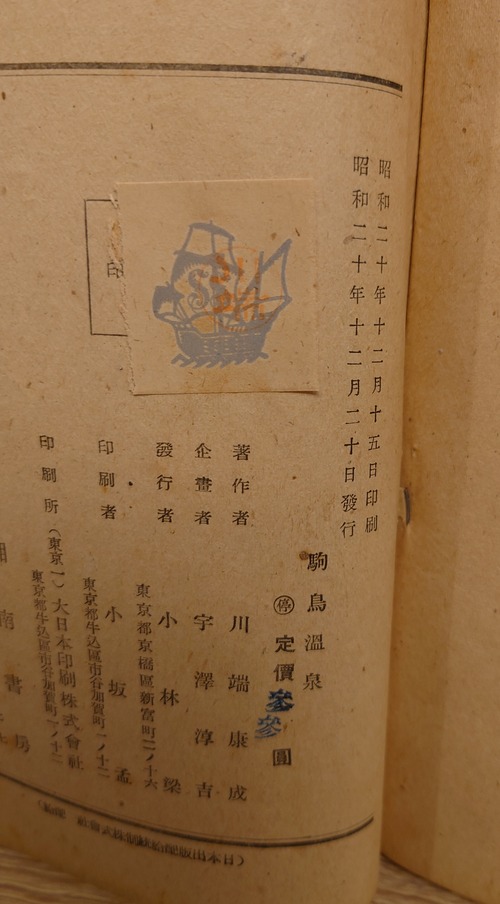 昭和二十年十二月十五日印刷
昭和二十年十二月二十日發行
駒鳥溫泉
停 定價參圓
著作者 川端康成
企畫者 宇澤淳吉
發行者 小林梁
東京都京橋區新富町二ノ十六
印刷者 小坂孟
東京都牛込區市谷加賀町一ノ十二
印刷所 (東京一) 大日本印刷株式會社
東京都牛込區市谷加賀町一ノ十二
印